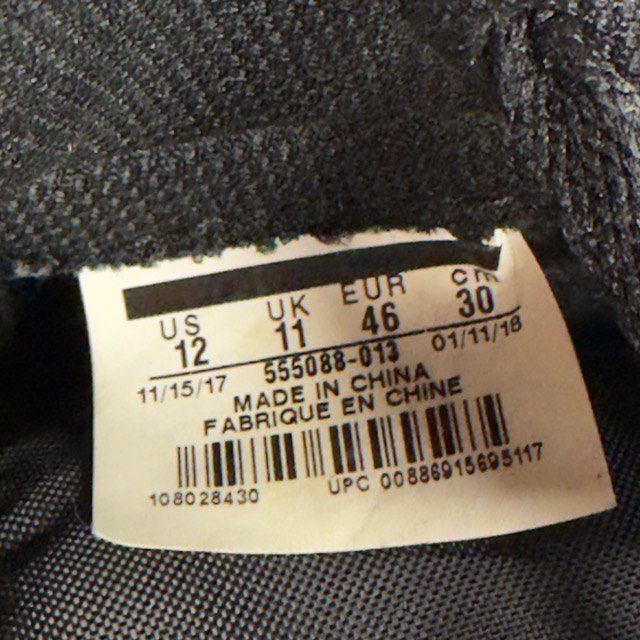 US UK EUR CM
12 11 46 30
11/15/17 555088-013 01/11/18
MADE IN CHINA
FABRIQUE EN CHINE
108028430 UPC 00886915695117